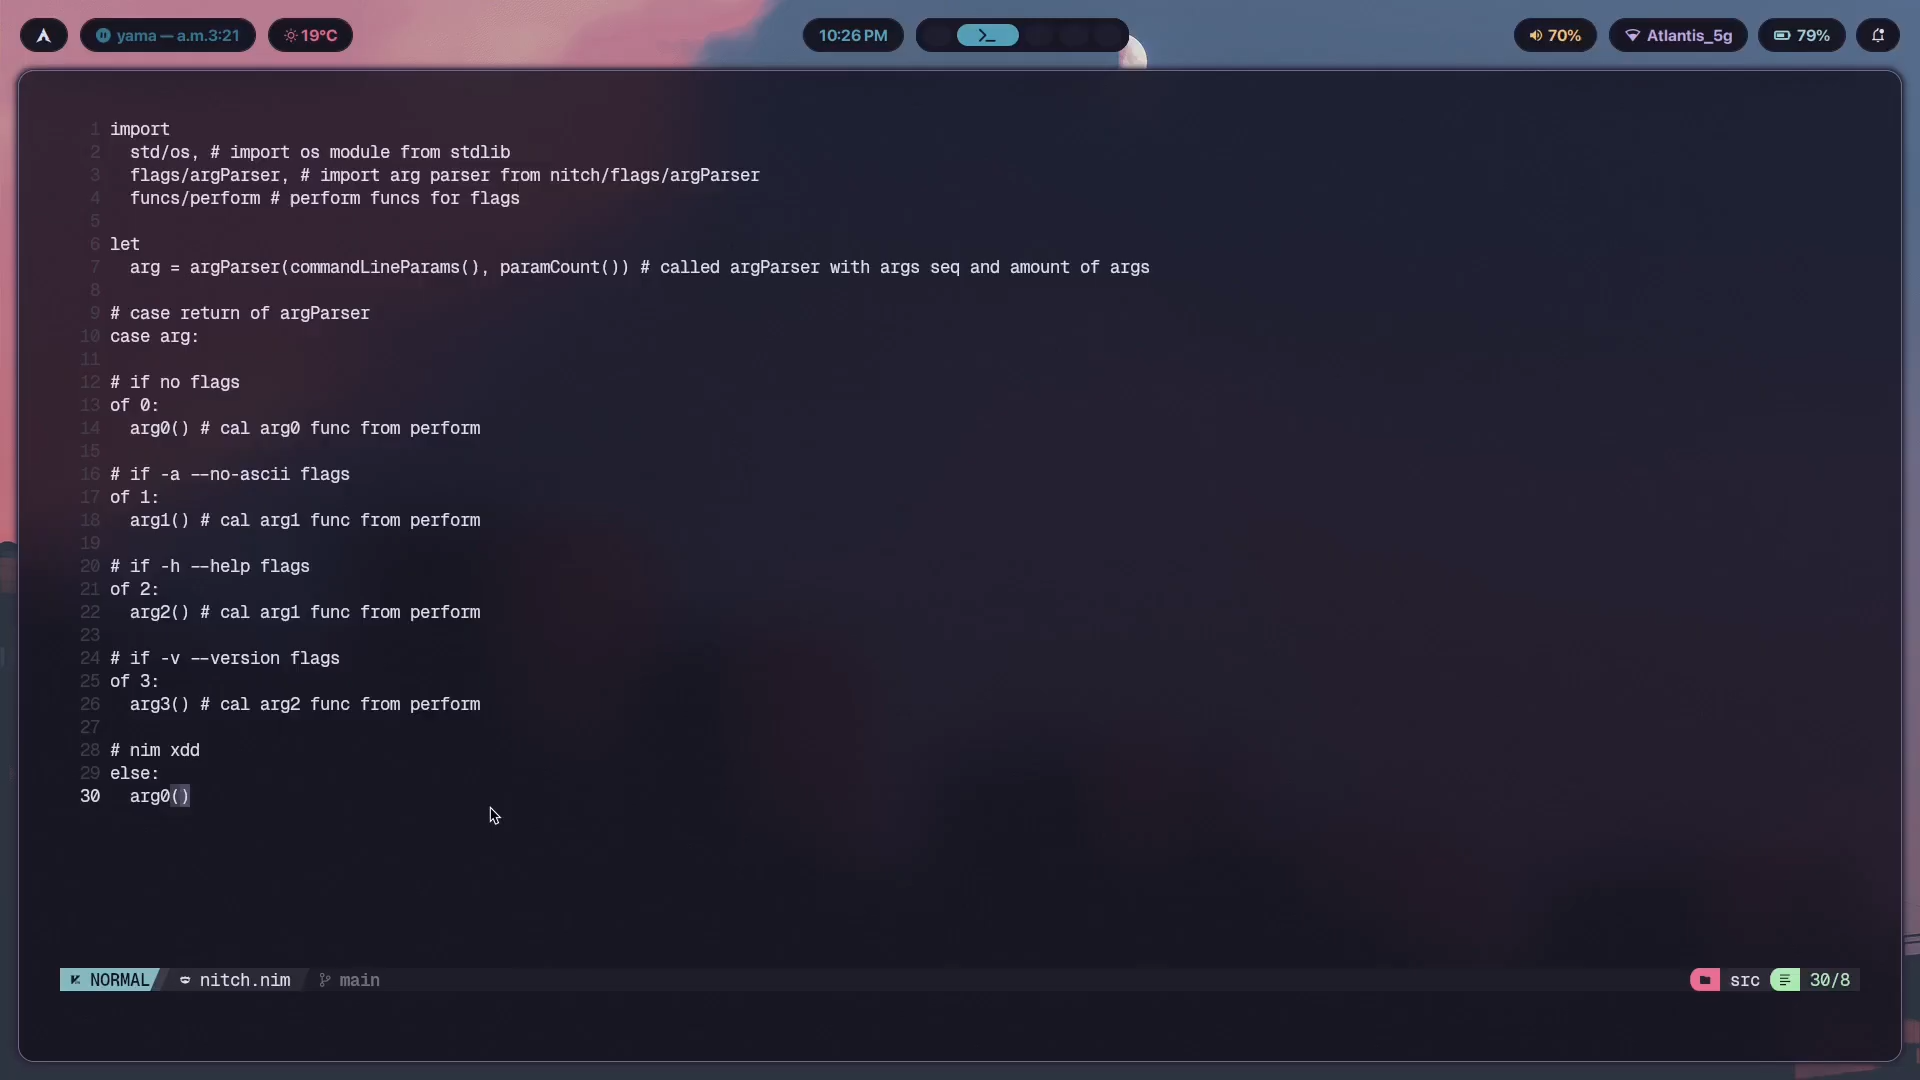 yama — a.m.3:21
19°C
10:26 PM
70%
Atlantis_5g
79%
1 import
2   std/os, # import os module from stdlib
3   flags/argParser, # import arg parser from nitch/flags/argParser
4   funcs/perform # perform funcs for flags
5
6 let
7   arg = argParser(commandLineParams(), paramCount()) # called argParser with args seq and amount of args
8
9 # case return of argParser
10 case arg:
11
12 # if no flags
13 of 0:
14   arg0() # cal arg0 func from perform
15
16 # if -a --no-ascii flags
17 of 1:
18   arg1() # cal arg1 func from perform
19
20 # if -h --help flags
21 of 2:
22   arg2() # cal arg1 func from perform
23
24 # if -v --version flags
25 of 3:
26   arg3() # cal arg2 func from perform
27
28 # nim xdd
29 else:
30   arg0()
NORMAL nitch.nim main src 30/8